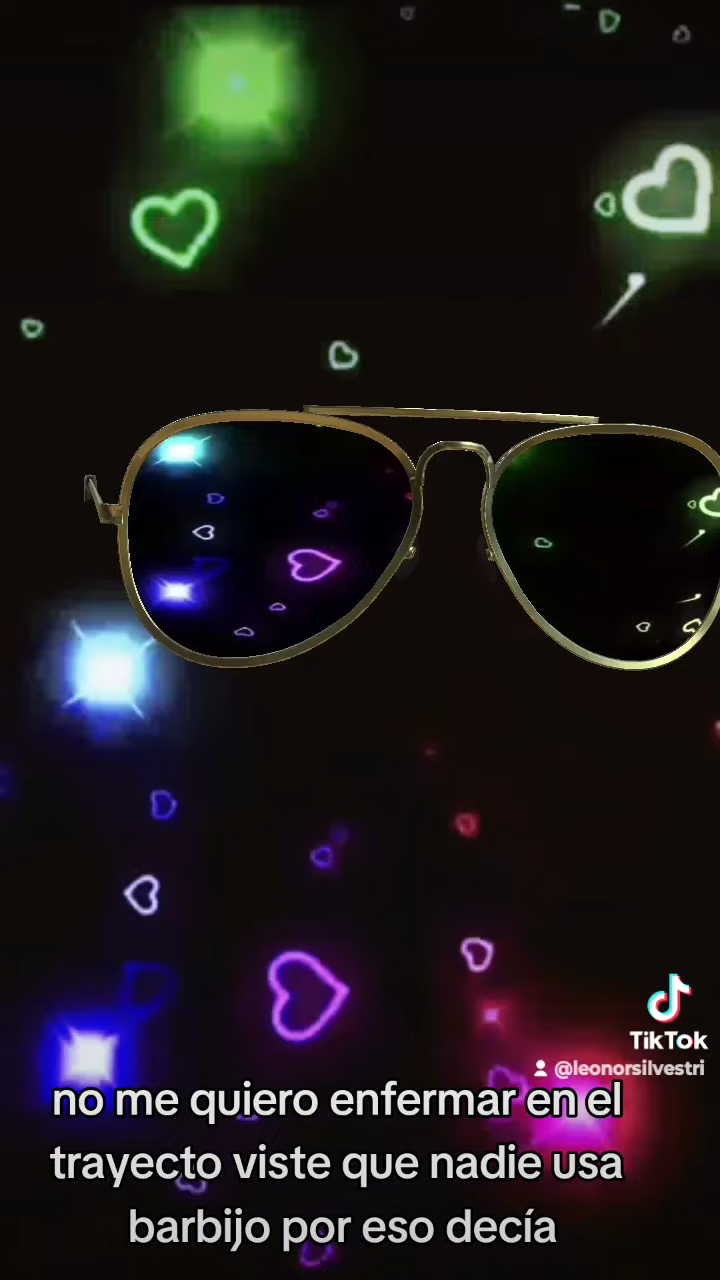 TikTok
@leonorsilvestri
no me quiero enfermar en el
trayecto viste que nadie usa
barbijo por eso decía